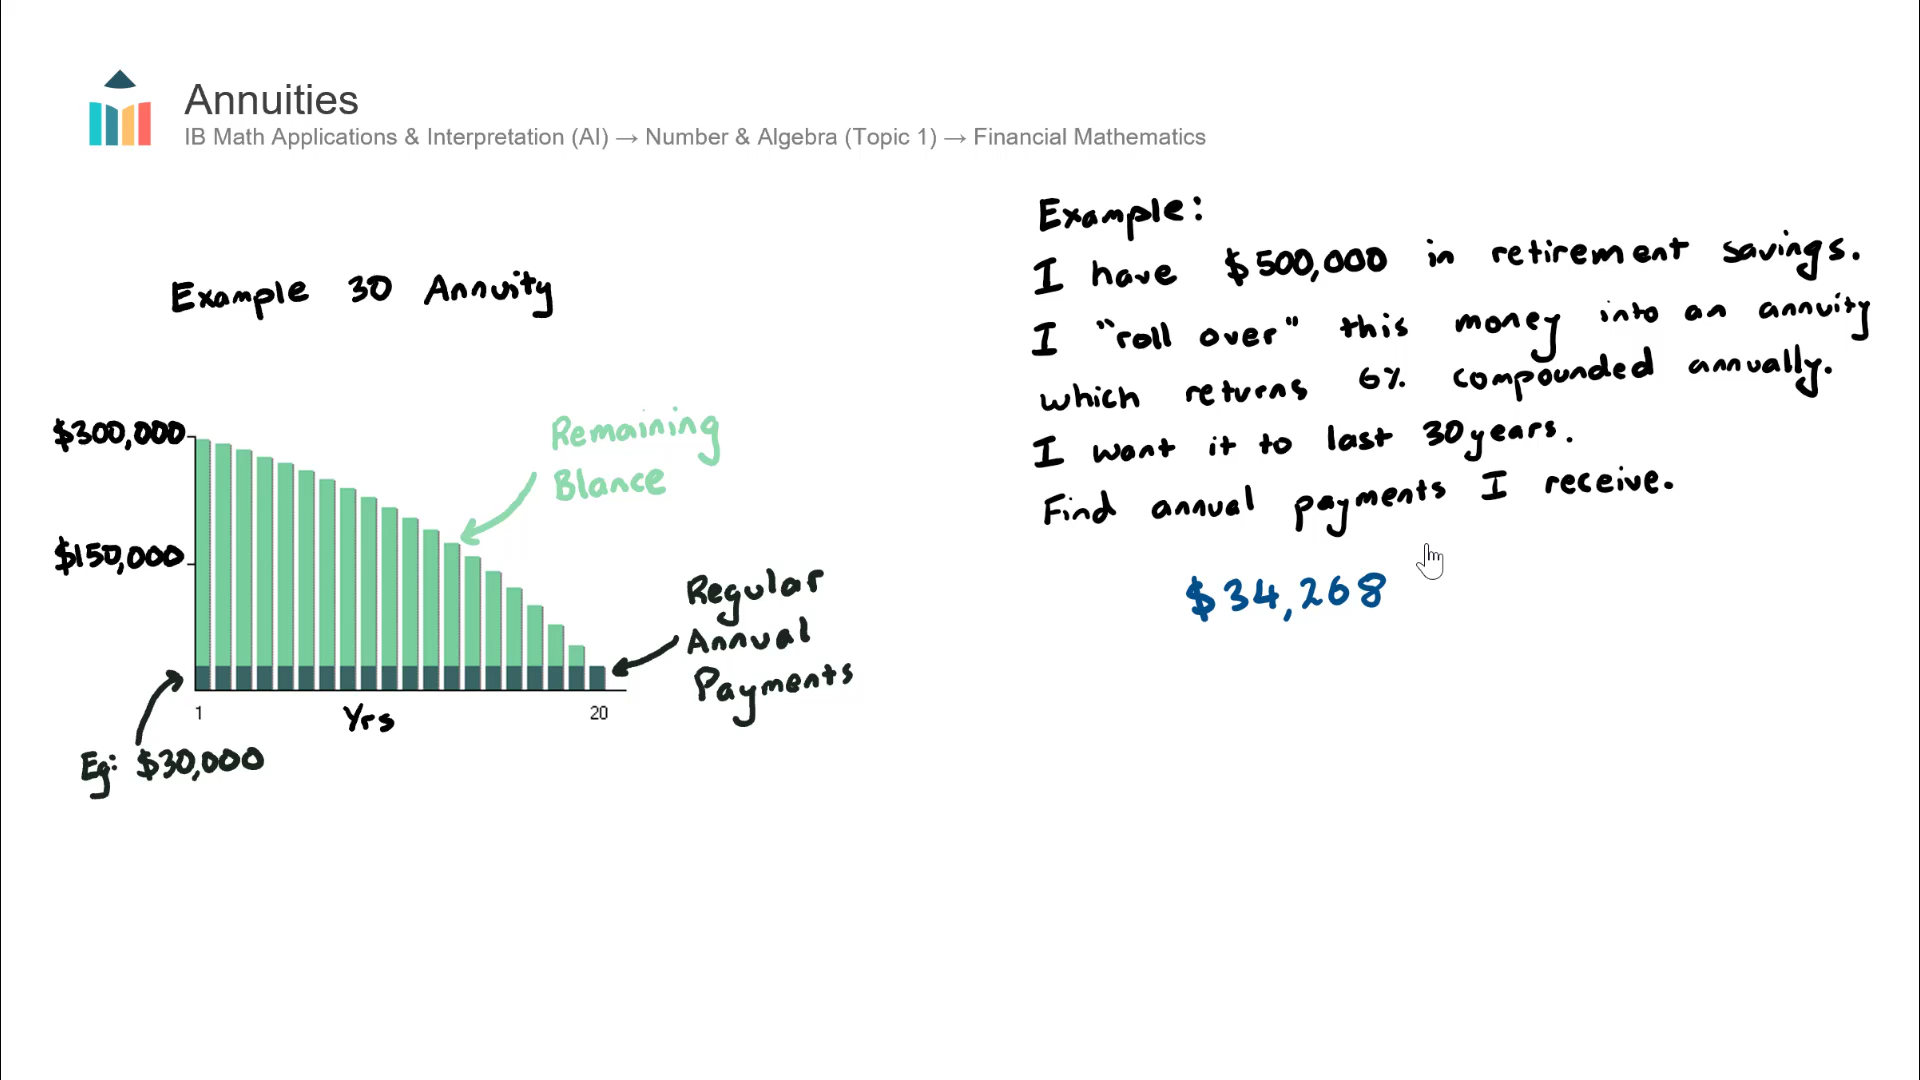 Annuities
IB Math Applications & Interpretation (AI) → Number & Algebra (Topic 1) → Financial Mathematics
Example 30 Annuity
$300,000
$150,000
Remaining
Blance
Regular
Annual
Payments
1
Yrs
20
Eg: $30,000
Example:
I have $500,000 in retirement savings.
I "roll over" this money into an annuity
which returns 6% compounded annually.
I want it to last 30years.
Find annual payments I receive.
$34,268